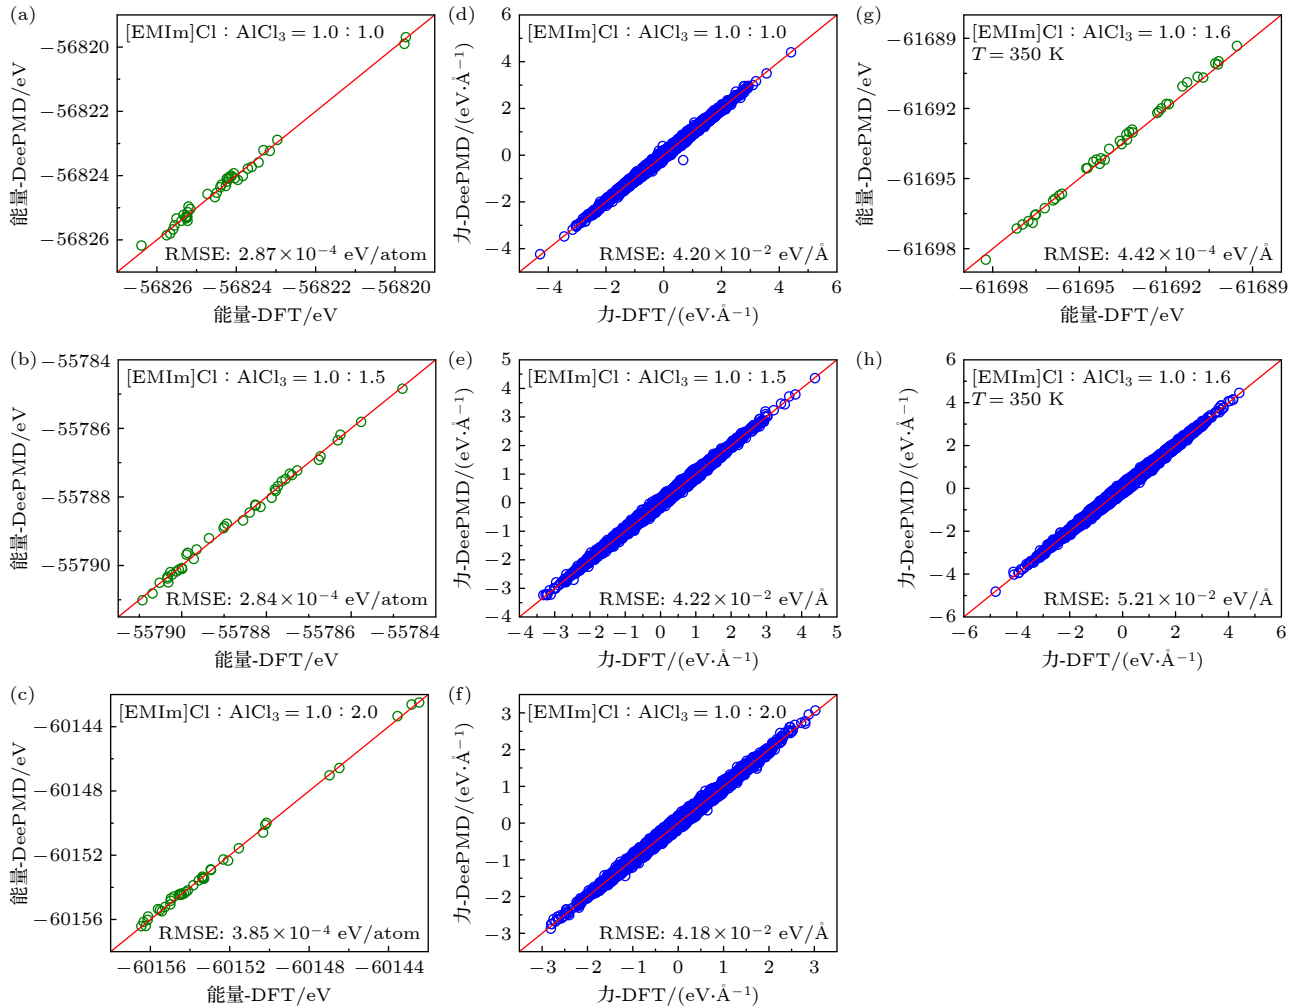 (a)
[EMIm]Cl : AlCl₃ = 1.0 : 1.0
−56820
−56822
−56824
−56826
能量-DeePMD/eV
RMSE: 2.87×10⁻⁴ eV/atom
−56826 −56824 −56822 −56820
能量-DFT/eV
(d)
[EMIm]Cl : AlCl₃ = 1.0 : 1.0
6
4
2
0
−2
−4
力-DeePMD/(eV·Å⁻¹)
RMSE: 4.20×10⁻² eV/Å
−4 −2 0 2 4 6
力-DFT/(eV·Å⁻¹)
(g)
[EMIm]Cl : AlCl₃ = 1.0 : 1.6
T = 350 K
−61689
−61692
−61695
−61698
能量-DeePMD/eV
RMSE: 4.42×10⁻⁴ eV/Å
−61698 −61695 −61692 −61689
能量-DFT/eV
(b)
[EMIm]Cl : AlCl₃ = 1.0 : 1.5
−55784
−55786
−55788
−55790
能量-DeePMD/eV
RMSE: 2.84×10⁻⁴ eV/atom
−55790 −55788 −55786 −55784
能量-DFT/eV
(e)
[EMIm]Cl : AlCl₃ = 1.0 : 1.5
5
4
3
2
1
0
−1
−2
−3
−4
力-DeePMD/(eV·Å⁻¹)
RMSE: 4.22×10⁻² eV/Å
−4 −3 −2 −1 0 1 2 3 4 5
力-DFT/(eV·Å⁻¹)
(h)
[EMIm]Cl : AlCl₃ = 1.0 : 1.6
T = 350 K
6
4
2
0
−2
−4
−6
力-DeePMD/(eV·Å⁻¹)
RMSE: 5.21×10⁻² eV/Å
−6 −4 −2 0 2 4 6
力-DFT/(eV·Å⁻¹)
(c)
[EMIm]Cl : AlCl₃ = 1.0 : 2.0
−60144
−60148
−60152
−60156
能量-DeePMD/eV
RMSE: 3.85×10⁻⁴ eV/atom
−60156 −60152 −60148 −60144
能量-DFT/eV
(f)
[EMIm]Cl : AlCl₃ = 1.0 : 2.0
3
2
1
0
−1
−2
−3
力-DeePMD/(eV·Å⁻¹)
RMSE: 4.18×10⁻² eV/Å
−3 −2 −1 0 1 2 3
力-DFT/(eV·Å⁻¹)